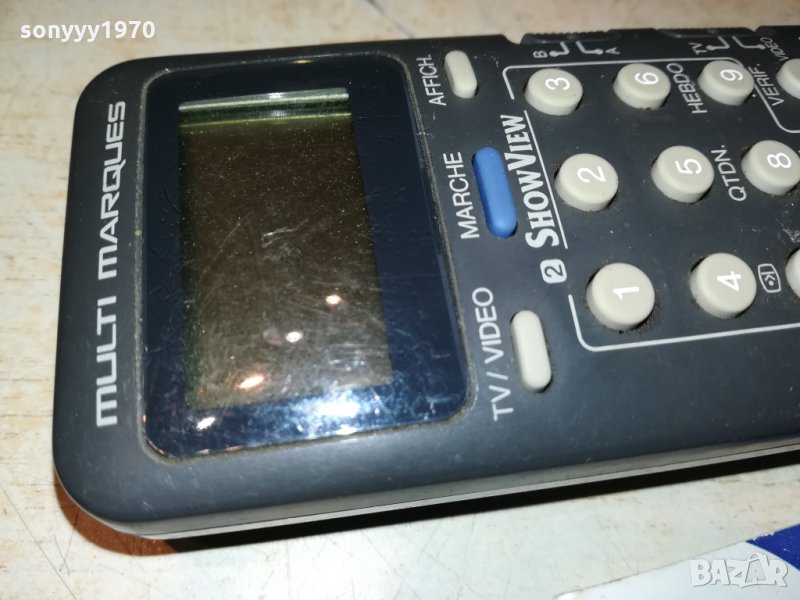 sonyyy1970
MULTI MARQUES
AFFICH.
MARCHE
TV / VIDEO
2 SHOWVIEW
B
A
TV
VIDEO
3
6
HEBDO
9
VERIF.
2
5
QTDN.
8
1
4
BAZAR